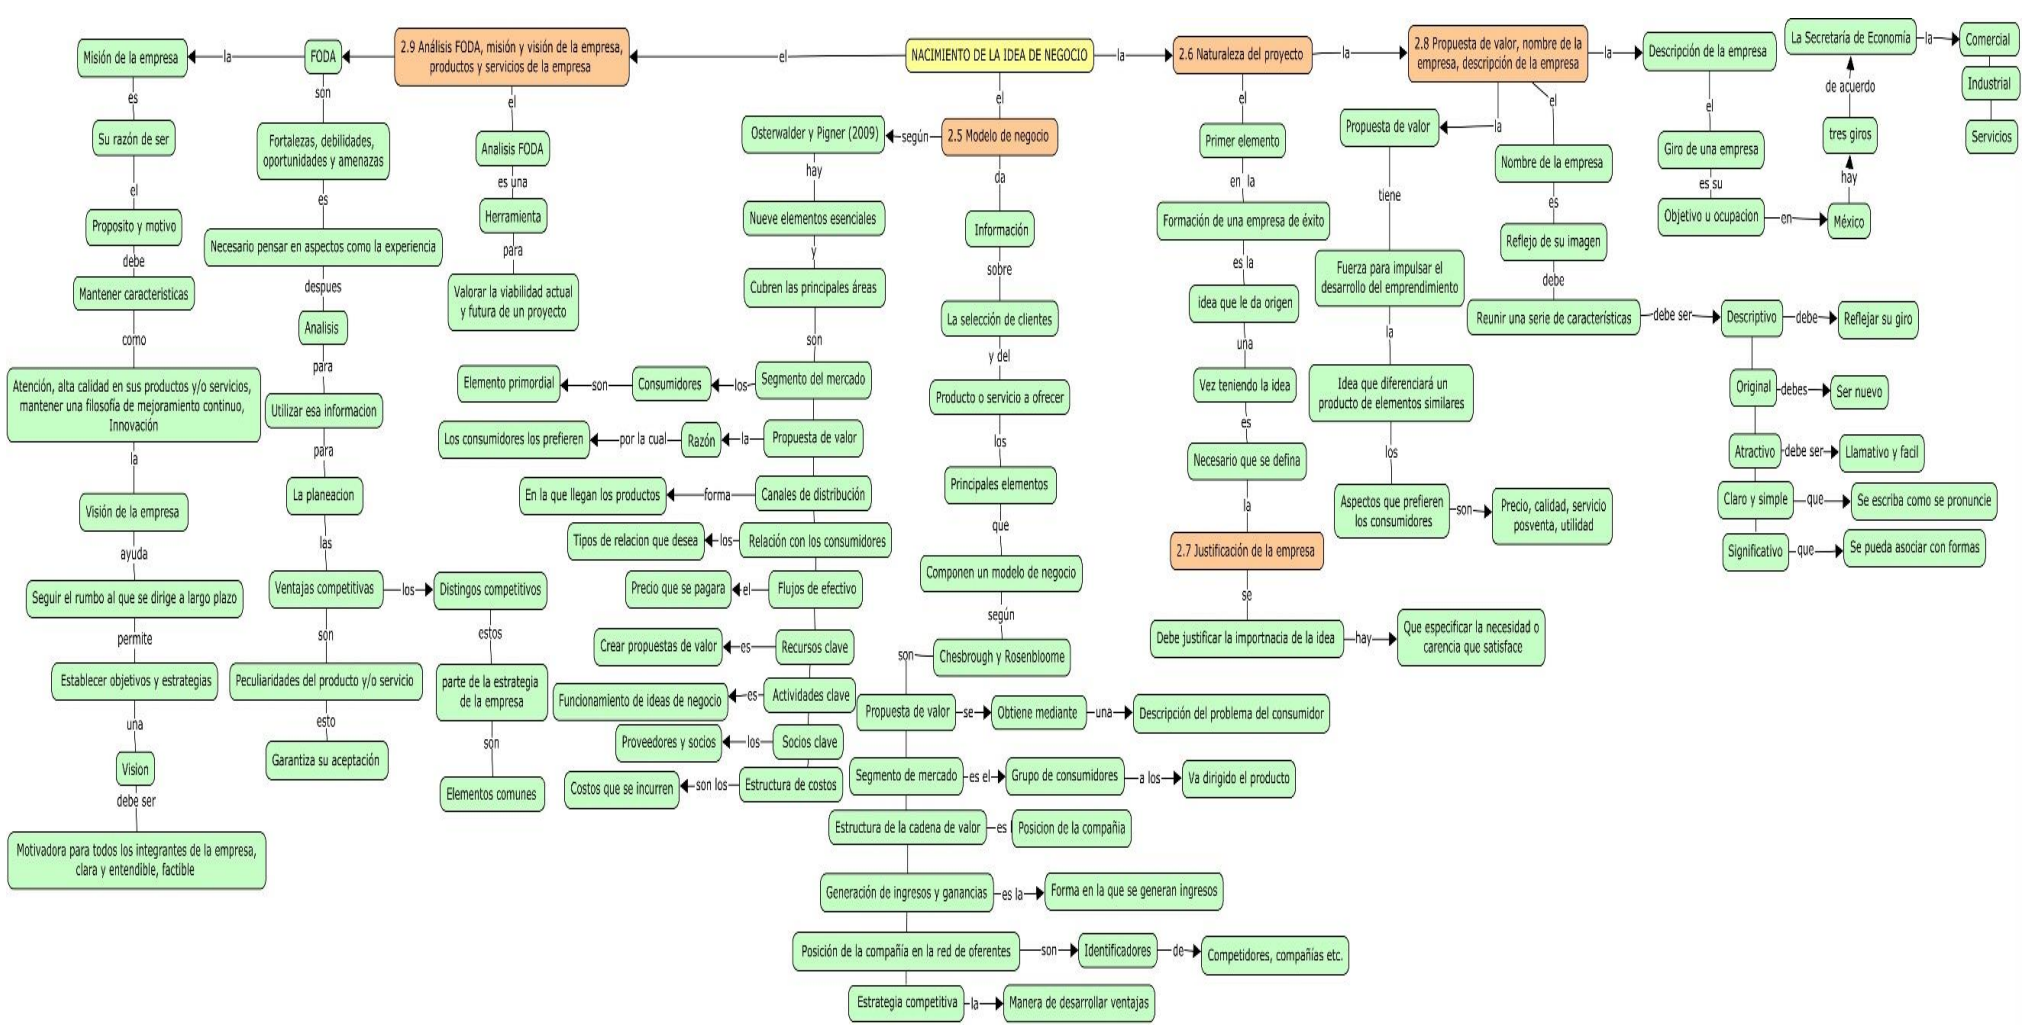 NACIMIENTO DE LA IDEA DE NEGOCIO
el
2.9 Análisis FODA, misión y visión de la empresa,
productos y servicios de la empresa
FODA
la
Misión de la empresa
es
Su razón de ser
el
Proposito y motivo
debe
Mantener caracteristicas
como
Atención, alta calidad en sus productos y/o servicios,
mantener una filosofía de mejoramiento continuo,
Innovación
la
Visión de la empresa
ayuda
Seguir el rumbo al que se dirige a largo plazo
permite
Establecer objetivos y estrategias
una
Vision
debe ser
Motivadora para todos los integrantes de la empresa,
clara y entendible, factible
son
Fortalezas, debilidades,
oportunidades y amenazas
es
Necesario pensar en aspectos como la experiencia
despues
Analisis
para
Utilizar esa informacion
para
La planeacion
las
Ventajas competitivas
son
Peculiaridades del producto y/o servicio
esto
Garantiza su aceptación
los
Distingos competitivos
estos
parte de la estrategia
de la empresa
son
Elementos comunes
el
Analisis FODA
es una
Herramienta
para
Valorar la viabilidad actual
y futura de un proyecto
el
2.5 Modelo de negocio
según
Osterwalder y Pigner (2009)
hay
Nueve elementos esenciales
y
Cubren las principales áreas
son
Segmento del mercado
los
Consumidores
son
Elemento primordial
Propuesta de valor
la
Razón
por la cual
Los consumidores los prefieren
Canales de distribución
forma
En la que llegan los productos
Relación con los consumidores
los
Tipos de relacion que desea
Flujos de efectivo
el
Precio que se pagara
Recursos clave
es
Crear propuestas de valor
Actividades clave
es
Funcionamiento de ideas de negocio
Socios clave
los
Proveedores y socios
Estructura de costos
son los
Costos que se incurren
da
Información
sobre
La selección de clientes
y del
Producto o servicio a ofrecer
los
Principales elementos
que
Componen un modelo de negocio
según
Chesbrough y Rosenbloome
son
Propuesta de valor
se
Obtiene mediante
una
Descripción del problema del consumidor
Segmento de mercado
es el
Grupo de consumidores
a los
Va dirigido el producto
Estructura de la cadena de valor
es
Posicion de la compañia
Generación de ingresos y ganancias
es la
Forma en la que se generan ingresos
Posición de la compañía en la red de oferentes
son
Identificadores
de
Competidores, compañías etc.
Estrategia competitiva
la
Manera de desarrollar ventajas
la
2.6 Naturaleza del proyecto
el
Primer elemento
en la
Formación de una empresa de éxito
es la
idea que le da origen
una
Vez teniendo la idea
es
Necesario que se defina
la
2.7 Justificación de la empresa
se
Debe justificar la importnacia de la idea
hay
Que especificar la necesidad o
carencia que satisface
la
2.8 Propuesta de valor, nombre de la
empresa, descripción de la empresa
la
Propuesta de valor
tiene
Fuerza para impulsar el
desarrollo del emprendimiento
la
Idea que diferenciará un
producto de elementos similares
los
Aspectos que prefieren
los consumidores
son
Precio, calidad, servicio
posventa, utilidad
el
Nombre de la empresa
es
Reflejo de su imagen
debe
Reunir una serie de características
debe ser
Descriptivo
debe
Reflejar su giro
Original
debes
Ser nuevo
Atractivo
debe ser
Llamativo y facil
Claro y simple
que
Se escriba como se pronuncie
Significativo
que
Se pueda asociar con formas
la
Descripción de la empresa
el
Giro de una empresa
es su
Objetivo u ocupacion
en
México
hay
tres giros
de acuerdo
La Secretaría de Economía
la
Comercial
Industrial
Servicios